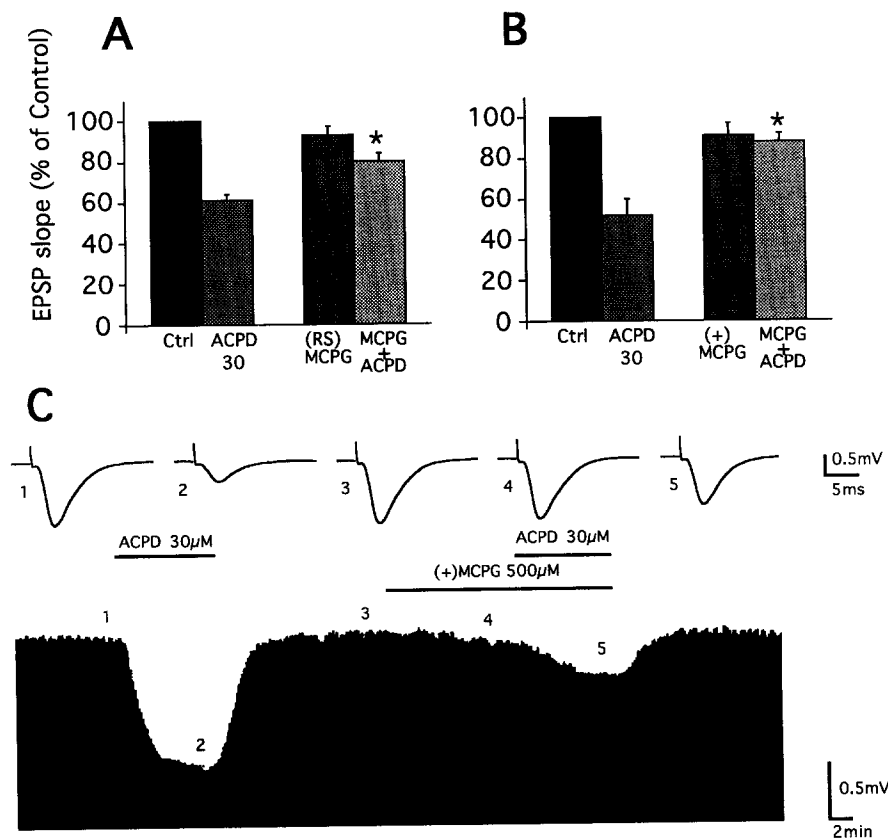 A
B
EPSP slope (% of Control)
100
80
60
40
20
0
Ctrl
ACPD
30
(RS)
MCPG
MCPG
+
ACPD
*
100
80
60
40
20
0
Ctrl
ACPD
30
(+)
MCPG
MCPG
+
ACPD
*
C
1
2
3
4
5
0.5mV
5ms
ACPD 30µM
ACPD 30µM
(+)MCPG 500µM
1
2
3
4
5
0.5mV
2min